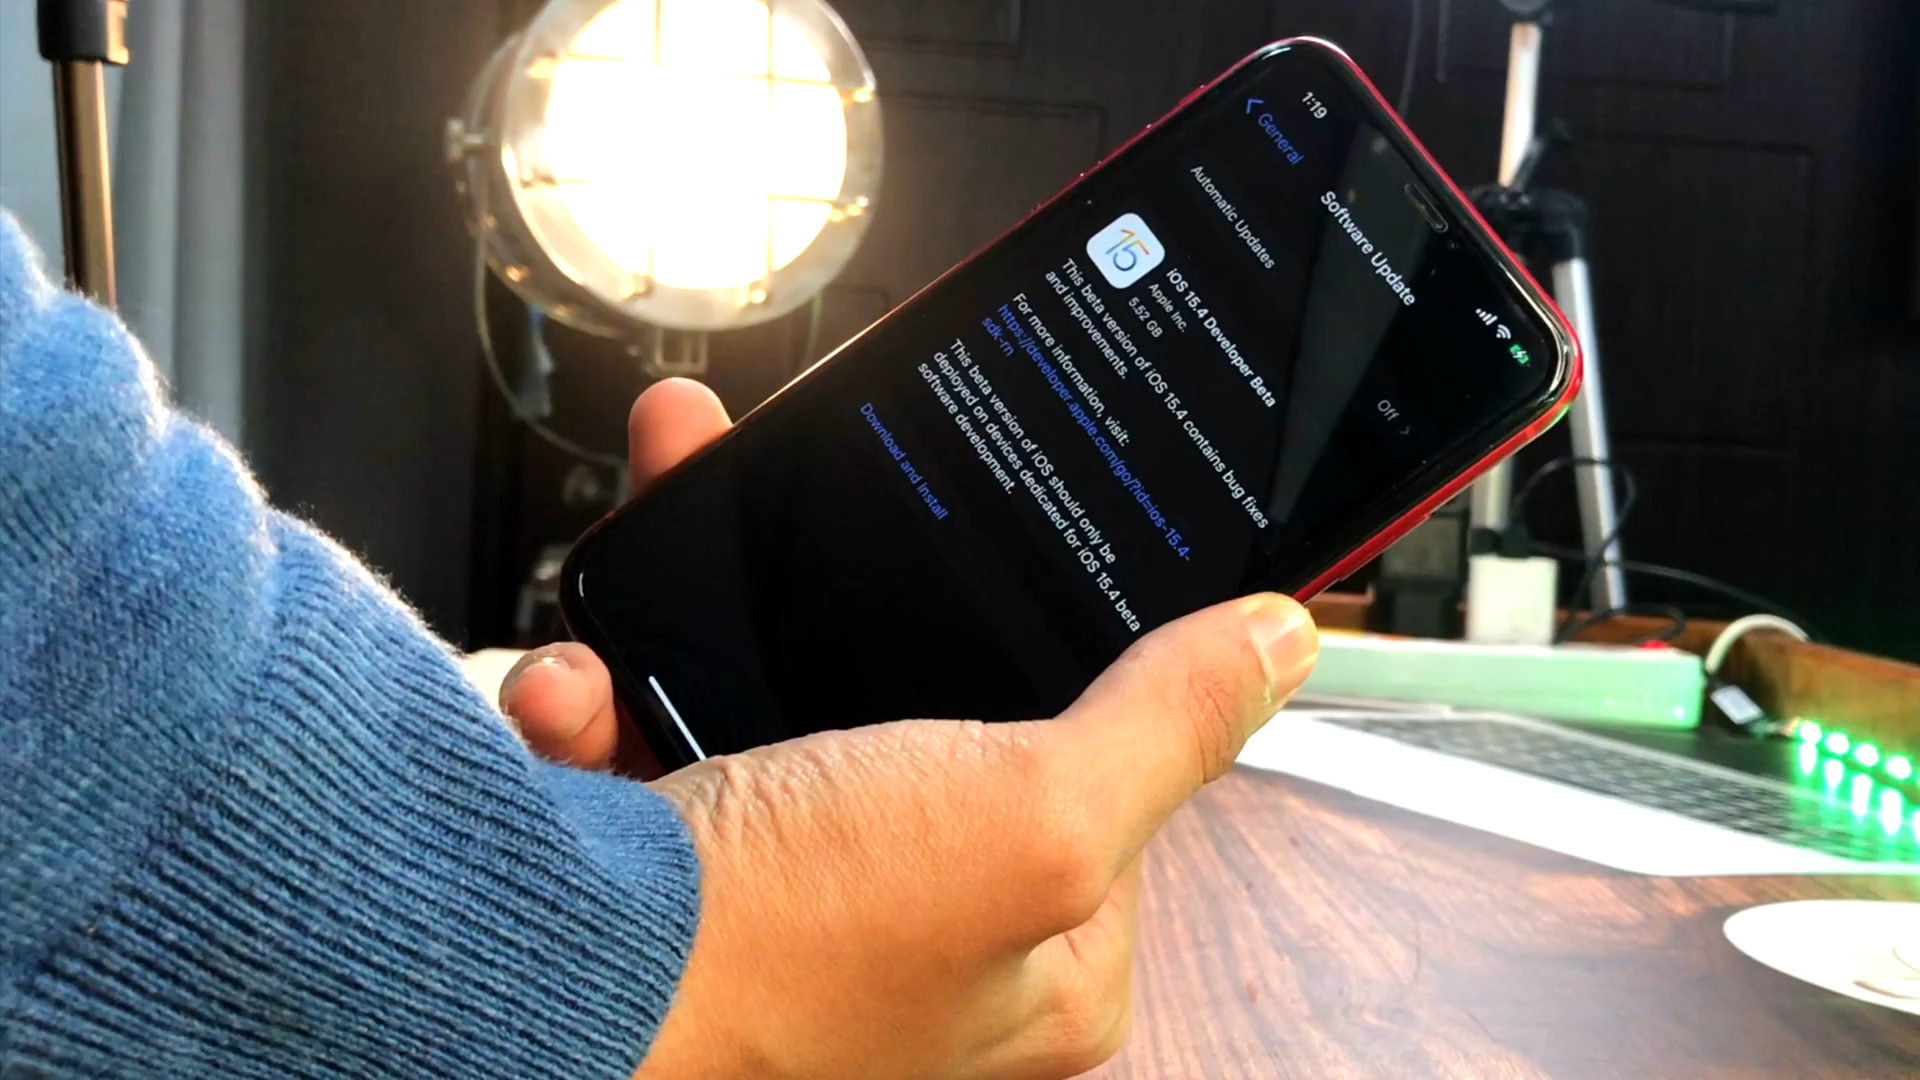 1:19
General
Software Update
Automatic Updates
Off
15
iOS 15.4 Developer Beta
Apple Inc.
5.52 GB
This beta version of iOS 15.4 contains bug fixes
and improvements.
For more information, visit:
https://developer.apple.com/go/?id=ios-15.4-
sdk-rn
This beta version of iOS should only be
deployed on devices dedicated for iOS 15.4 beta
software development.
Download and Install